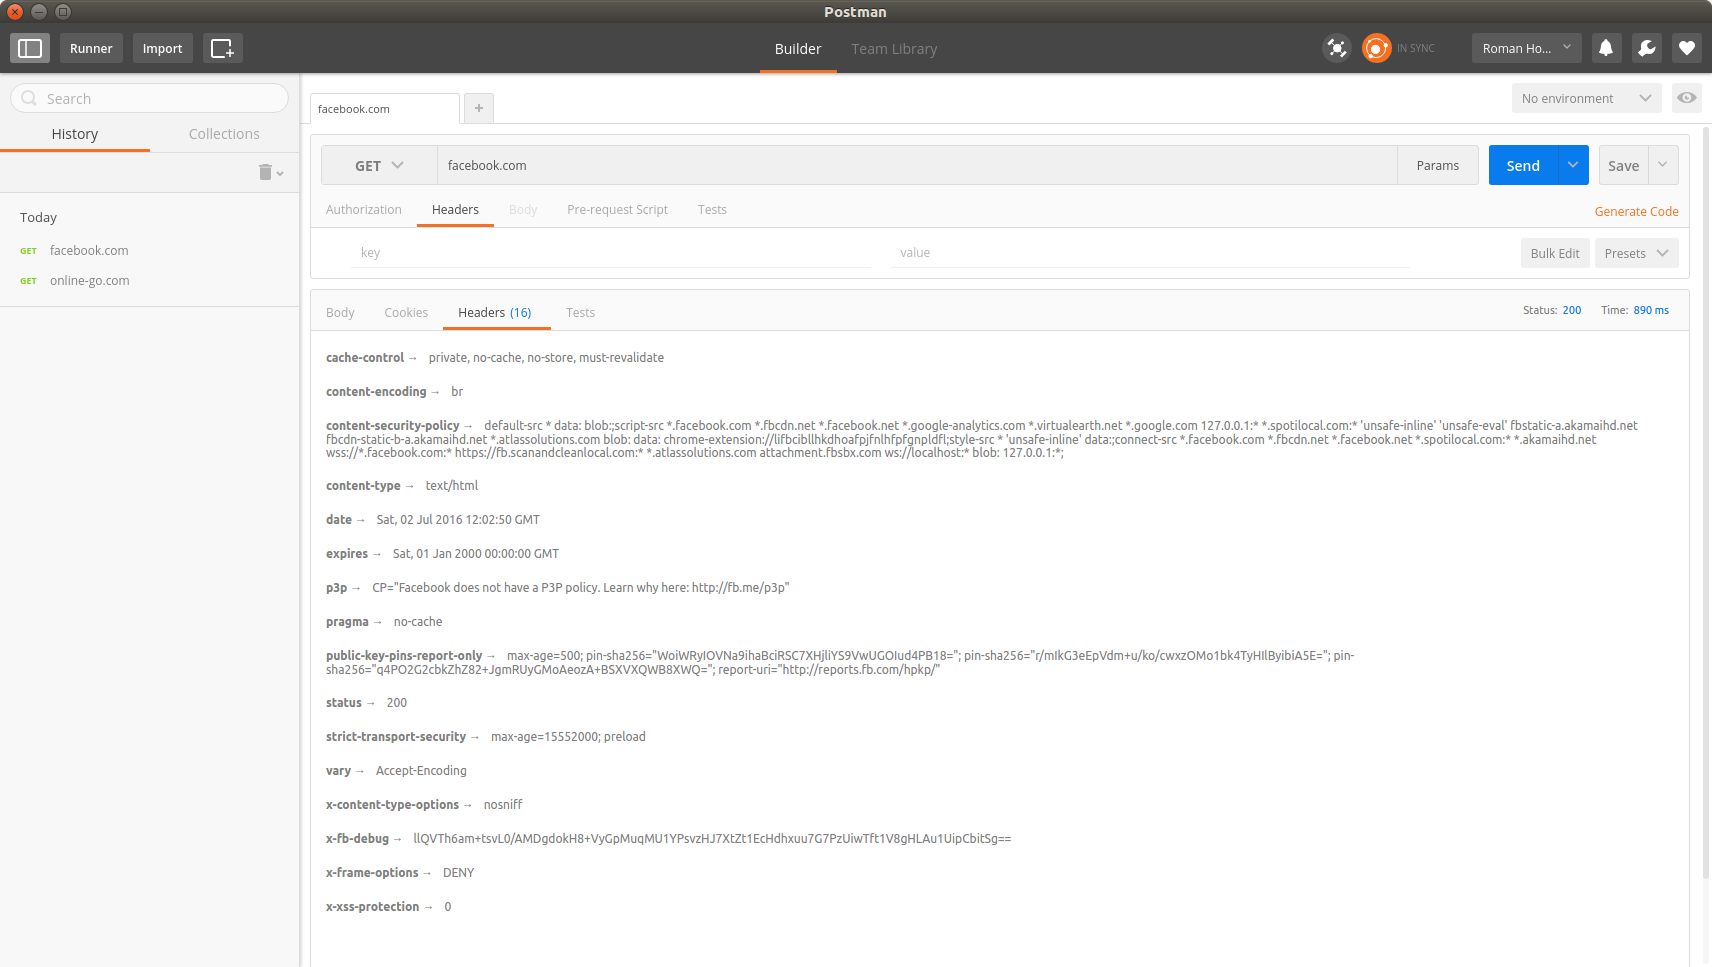 Postman
Runner
Import
Builder
Team Library
IN SYNC
Roman Ho...
Search
History
Collections
Today
GET facebook.com
GET online-go.com
facebook.com
+
No environment
GET
facebook.com
Params
Send
Save
Authorization
Headers
Body
Pre-request Script
Tests
Generate Code
key
value
Bulk Edit
Presets
Body
Cookies
Headers (16)
Tests
Status: 200
Time: 890 ms
cache-control → private, no-cache, no-store, must-revalidate
content-encoding → br
content-security-policy → default-src * data: blob:;script-src *.facebook.com *.fbcdn.net *.facebook.net *.google-analytics.com *.virtualearth.net *.google.com 127.0.0.1:* *.spotilocal.com:* 'unsafe-inline' 'unsafe-eval' fbstatic-a.akamaihd.net
fbcdn-static-b-a.akamaihd.net *.atlassolutions.com blob: data: chrome-extension://lifbcibllhkdhoafpjfnlhfpfgnpldfl;style-src * 'unsafe-inline' data:;connect-src *.facebook.com *.fbcdn.net *.facebook.net *.spotilocal.com:* *.akamaihd.net
wss://*.facebook.com:* https://fb.scanandcleanlocal.com:* *.atlassolutions.com attachment.fbsbx.com ws://localhost:* blob: 127.0.0.1:*;
content-type → text/html
date → Sat, 02 Jul 2016 12:02:50 GMT
expires → Sat, 01 Jan 2000 00:00:00 GMT
p3p → CP="Facebook does not have a P3P policy. Learn why here: http://fb.me/p3p"
pragma → no-cache
public-key-pins-report-only → max-age=500; pin-sha256="WoiWRyIOVNa9ihaBciRSC7XHjliYS9VwUGOIud4PB18="; pin-sha256="r/mIkG3eEpVdm+u/ko/cwxzOMo1bk4TyHIlByibiA5E="; pin-
sha256="q4PO2G2cbkZhZ82+JgmRUyGMoAeozA+BSXVXQWB8XWQ="; report-uri="http://reports.fb.com/hpkp/"
status → 200
strict-transport-security → max-age=15552000; preload
vary → Accept-Encoding
x-content-type-options → nosniff
x-fb-debug → llQVTh6am+tsvL0/AMDgdokH8+VyGpMuqMU1YPsvzHJ7XtZt1EcHdhxuu7G7PzUiwTft1V8gHLAu1UipCbitSg==
x-frame-options → DENY
x-xss-protection → 0